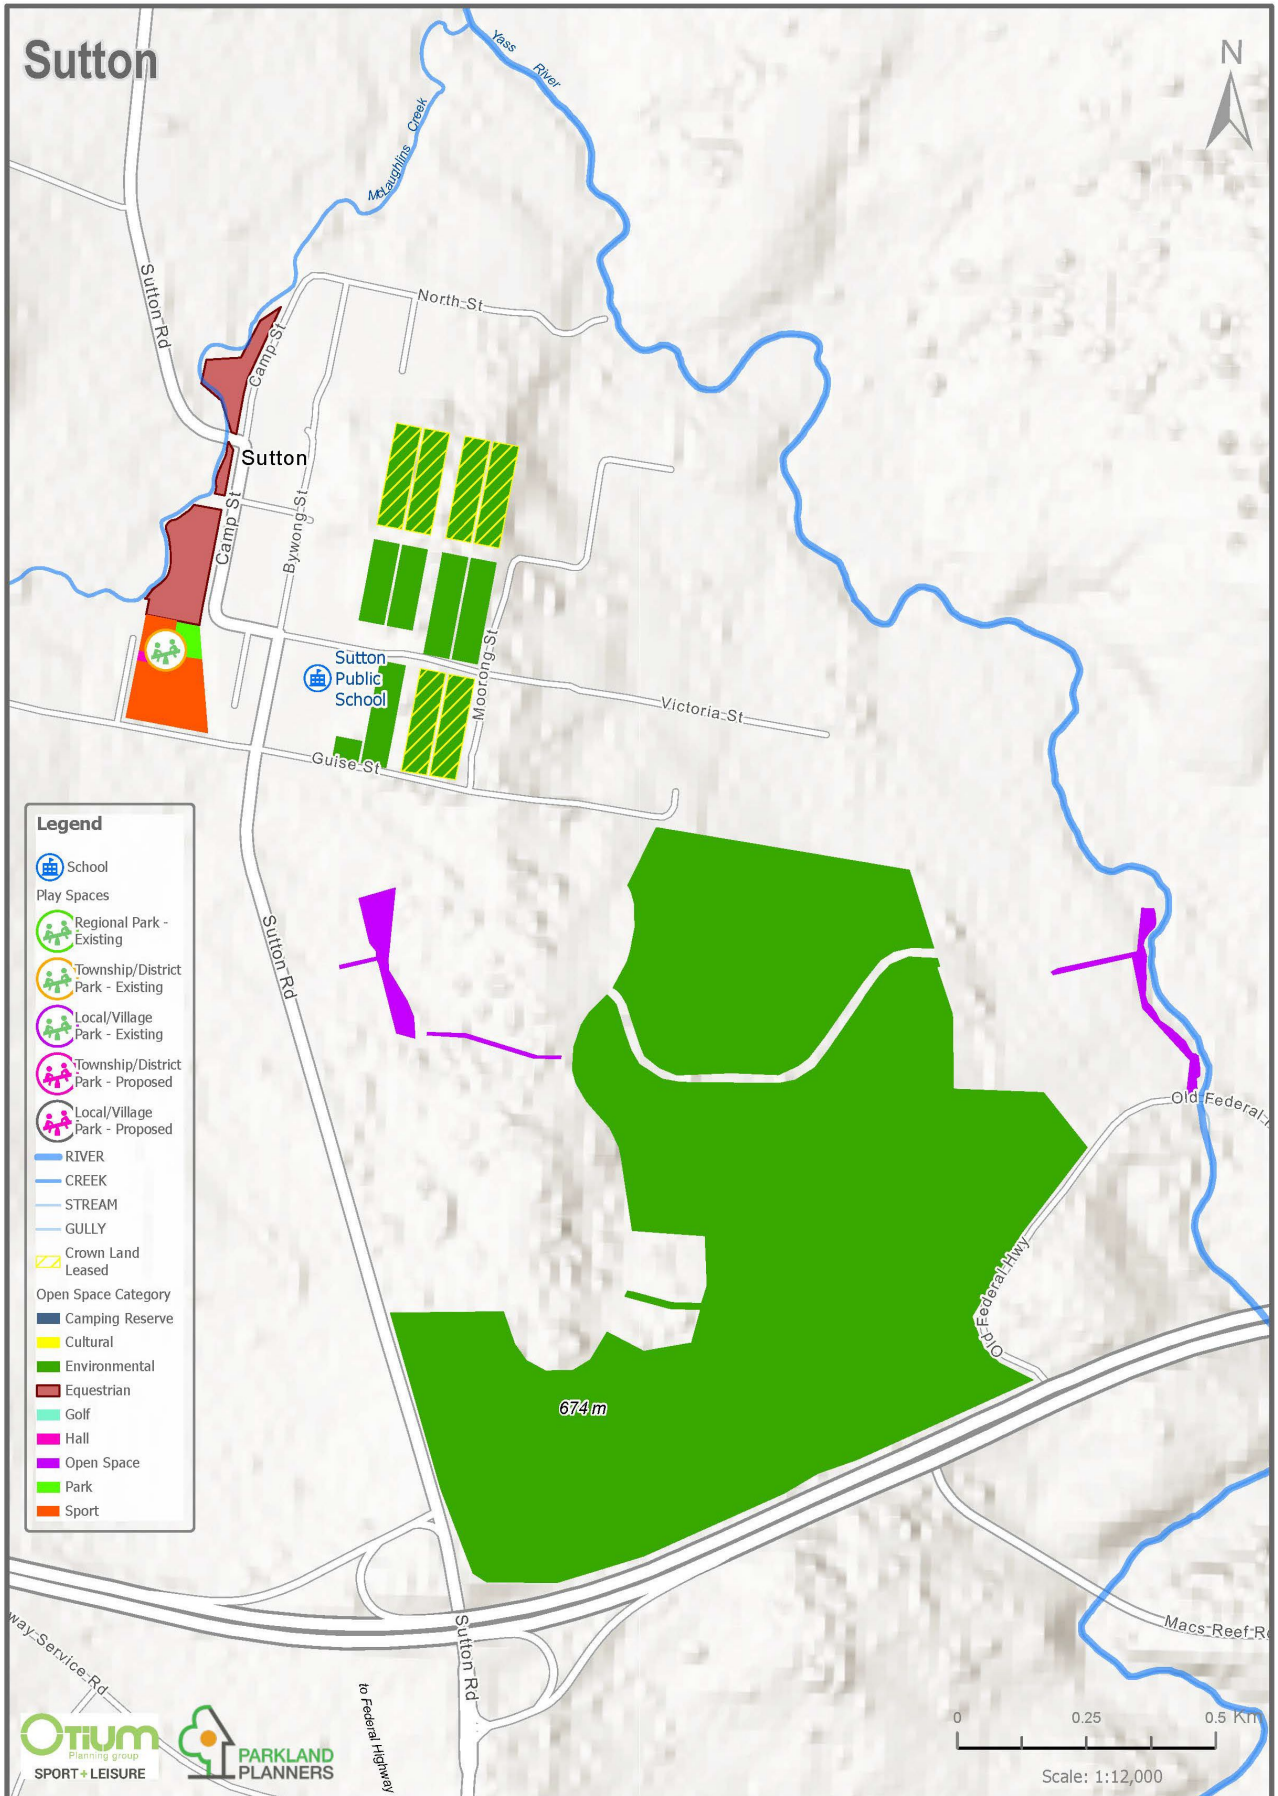 Sutton
N
Yass
River
McLaughlins Creek
Sutton Rd
North St
Camp St
Sutton
Camp St
Bywong St
Moorong St
Sutton
Public
School
Victoria St
Guise St
Sutton Rd
Legend
School
Play Spaces
Regional Park -
Existing
Township/District
Park - Existing
Local/Village
Park - Existing
Township/District
Park - Proposed
Local/Village
Park - Proposed
RIVER
CREEK
STREAM
GULLY
Crown Land
Leased
Open Space Category
Camping Reserve
Cultural
Environmental
Equestrian
Golf
Hall
Open Space
Park
Sport
Old Federal
Old Federal Hwy
674 m
Macs Reef R
way Service Rd
Sutton Rd
to Federal Highway
OTiUM
Planning group
SPORT+LEISURE
PARKLAND
PLANNERS
0 0.25 0.5 Km
Scale: 1:12,000